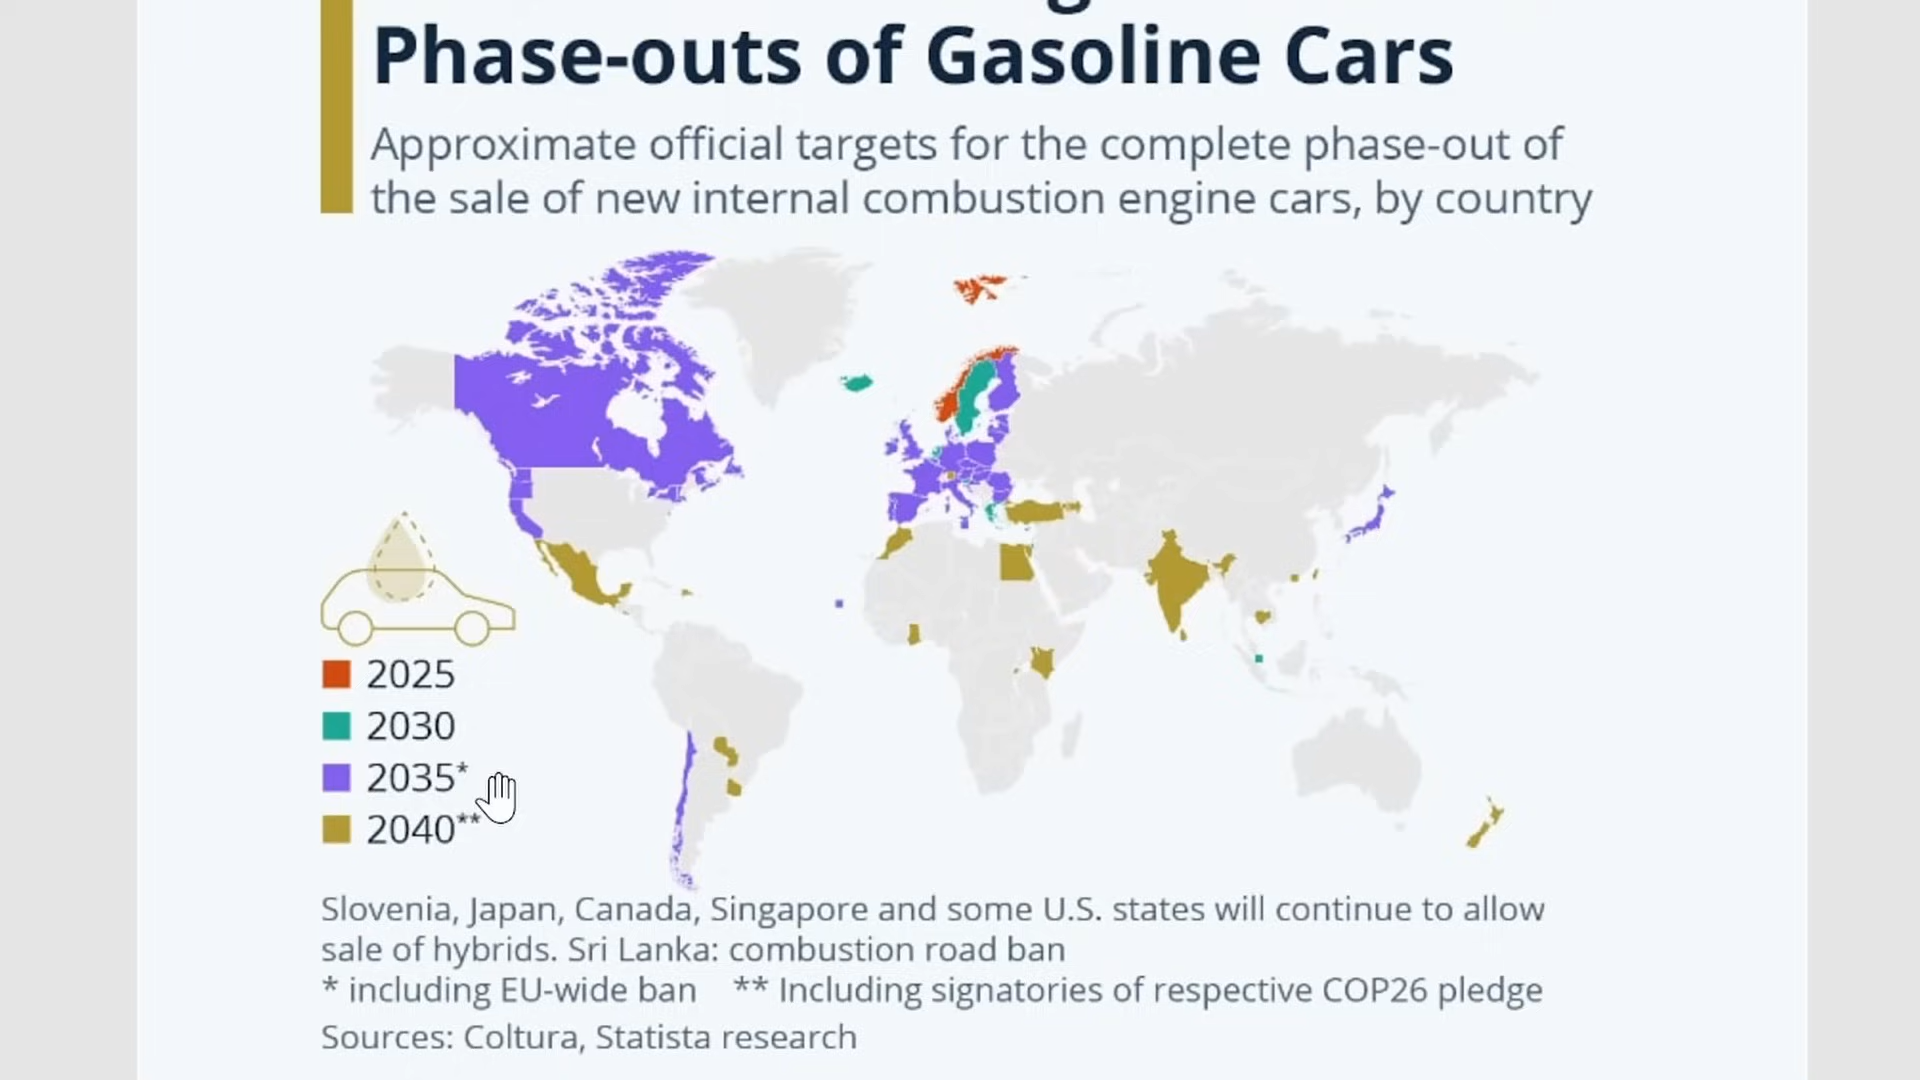 Phase-outs of Gasoline Cars
Approximate official targets for the complete phase-out of
the sale of new internal combustion engine cars, by country
2025
2030
2035*
2040**
Slovenia, Japan, Canada, Singapore and some U.S. states will continue to allow
sale of hybrids. Sri Lanka: combustion road ban
* including EU-wide ban ** Including signatories of respective COP26 pledge
Sources: Coltura, Statista research